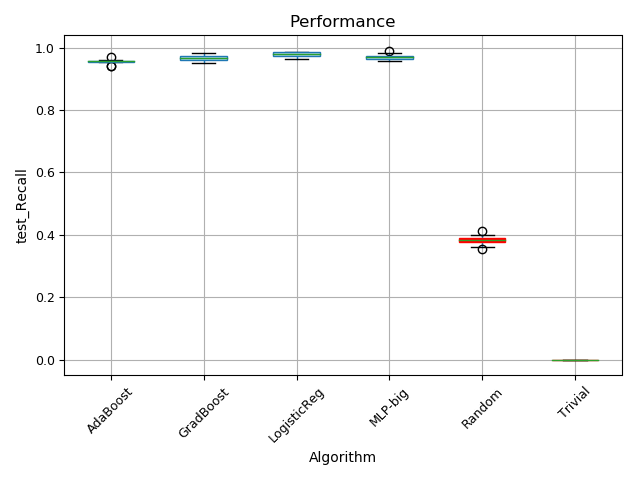 Performance
test_Recall
1.0
0.8
0.6
0.4
0.2
0.0
AdaBoost
GradBoost
LogisticReg
MLP-big
Random
Trivial
Algorithm